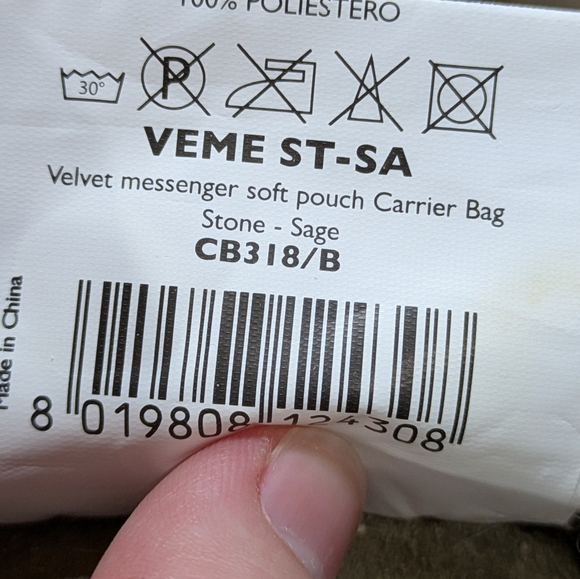 100% POLIESTERO
30° P
VEME ST-SA
Velvet messenger soft pouch Carrier Bag
Stone - Sage
CB318/B
Made in China
8 019808 124308